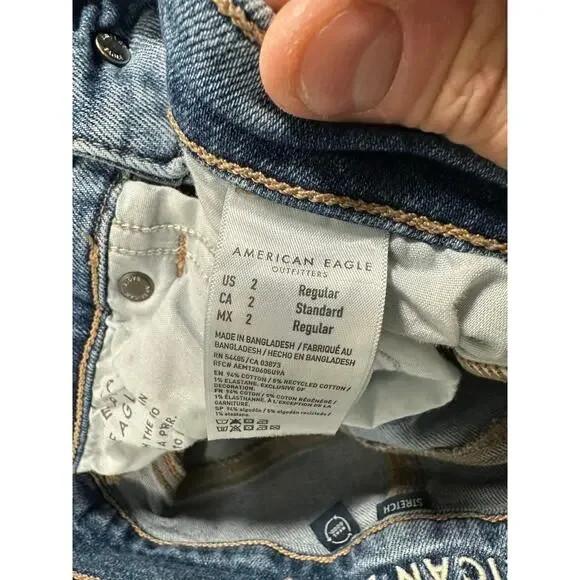 AMERICAN EAGLE
OUTFITTERS
US 2 Regular
CA 2 Standard
MX 2 Regular
MADE IN BANGLADESH / FABRIQUÉ AU
BANGLADESH / HECHO EN BANGLADESH
RN 54485 / CA 03873
RFC# AEM120606U9A
EN 94% COTTON / 5% RECYCLED COTTON /
1% ELASTANE. EXCLUSIVE OF
DECORATION.
FR 94% COTON / 5% COTON RÉGÉNÉRÉ /
1% ÉLASTHANNE. À L'EXCEPTION DE LA
GARNITURE.
SP 94% algodón / 5% algodón reciclado /
1% elastano.
STRETCH
ICAN